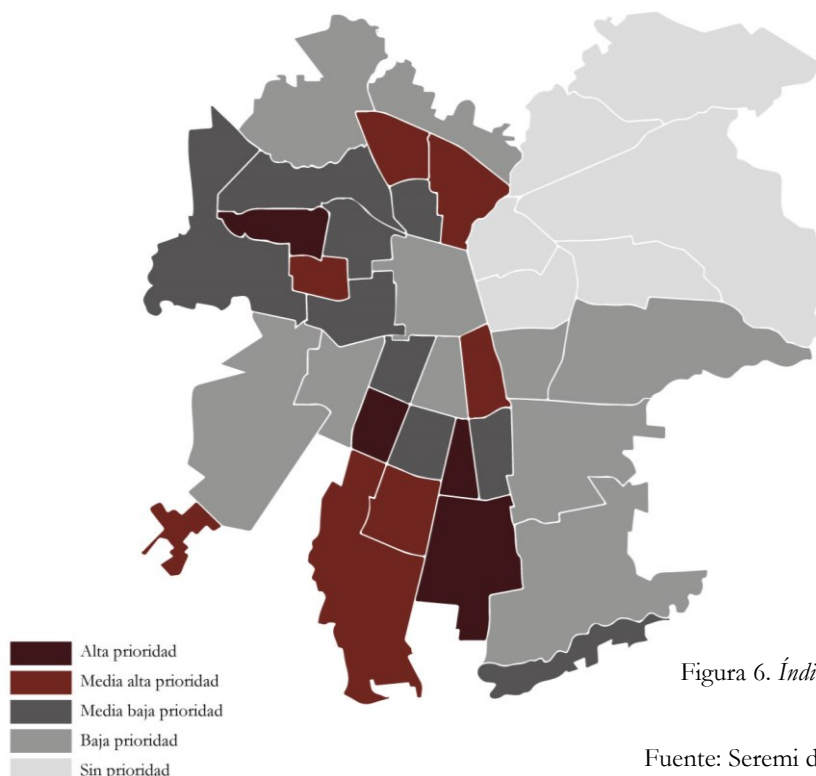 Alta prioridad
Media alta prioridad
Media baja prioridad
Baja prioridad
Sin prioridad
Figura 6. Índi
Fuente: Seremi d